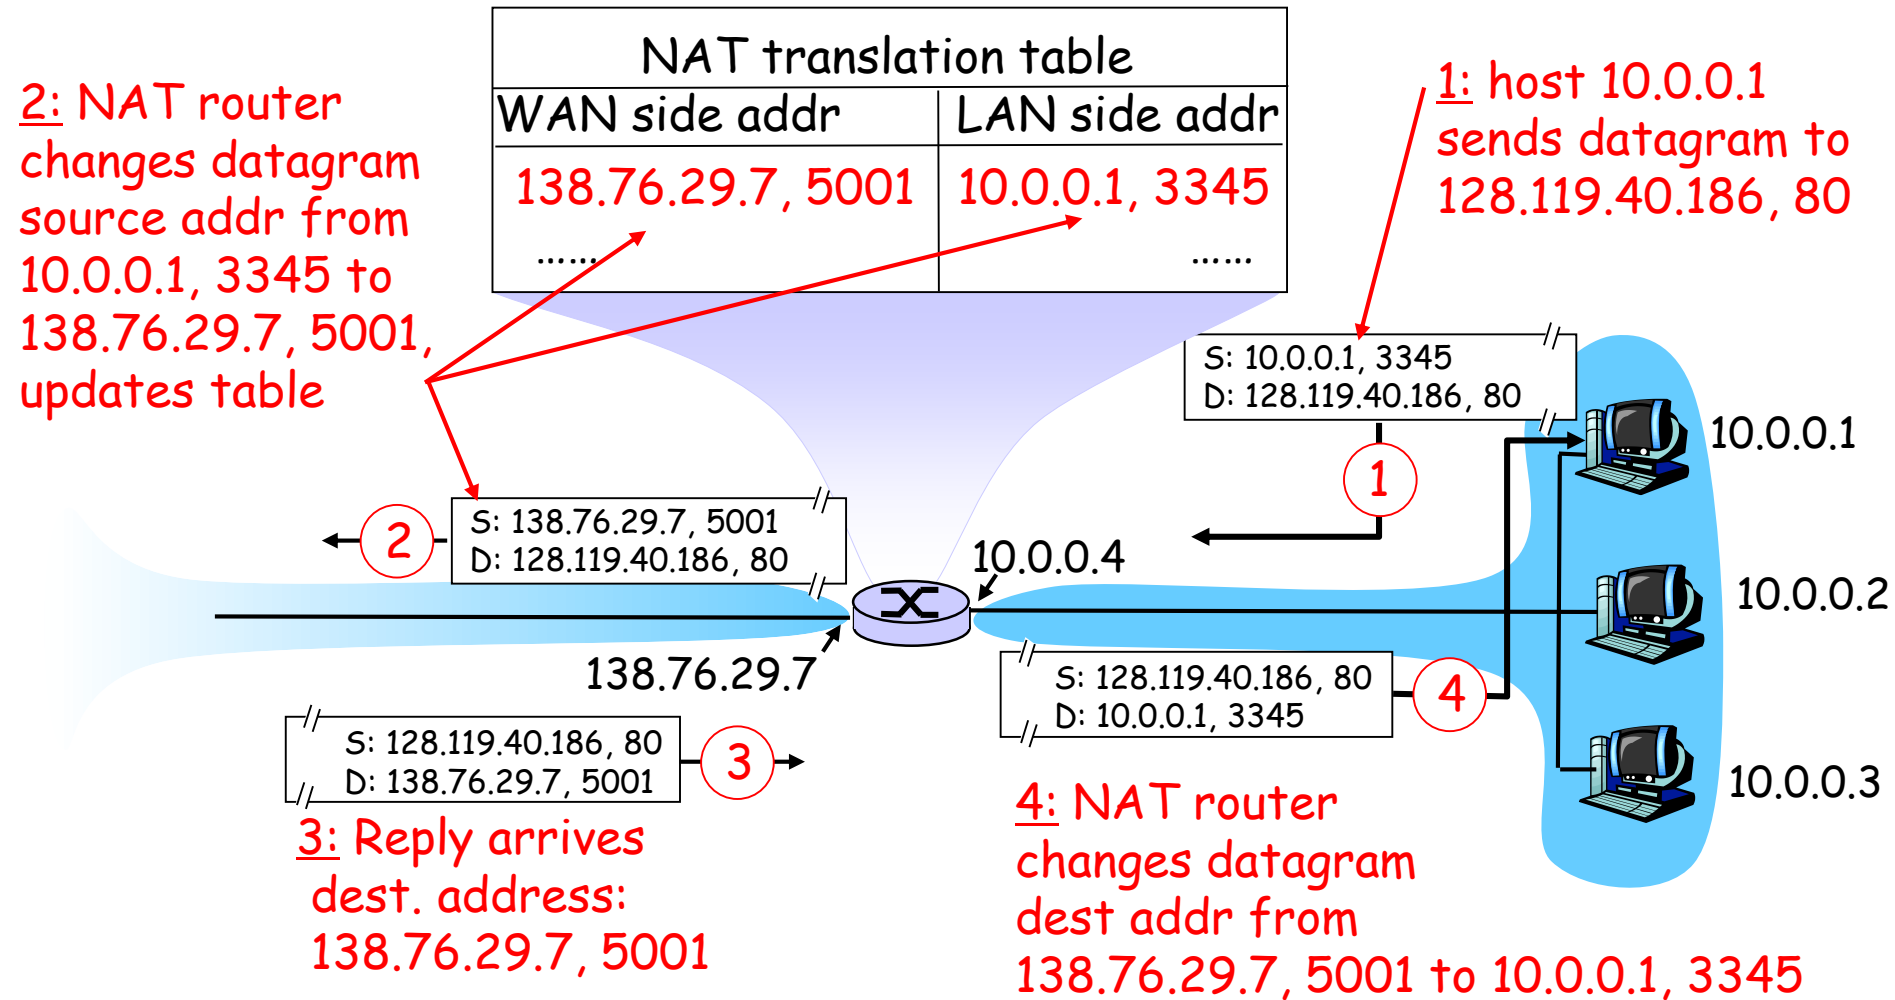 NAT translation table
WAN side addr
LAN side addr
138.76.29.7, 5001
10.0.0.1, 3345
......
......
2: NAT router
changes datagram
source addr from
10.0.0.1, 3345 to
138.76.29.7, 5001,
updates table
1: host 10.0.0.1
sends datagram to
128.119.40.186, 80
S: 10.0.0.1, 3345
D: 128.119.40.186, 80
1
10.0.0.1
S: 138.76.29.7, 5001
D: 128.119.40.186, 80
2
10.0.0.4
10.0.0.2
138.76.29.7
S: 128.119.40.186, 80
D: 10.0.0.1, 3345
4
S: 128.119.40.186, 80
D: 138.76.29.7, 5001
3
10.0.0.3
3: Reply arrives
dest. address:
138.76.29.7, 5001
4: NAT router
changes datagram
dest addr from
138.76.29.7, 5001 to 10.0.0.1, 3345